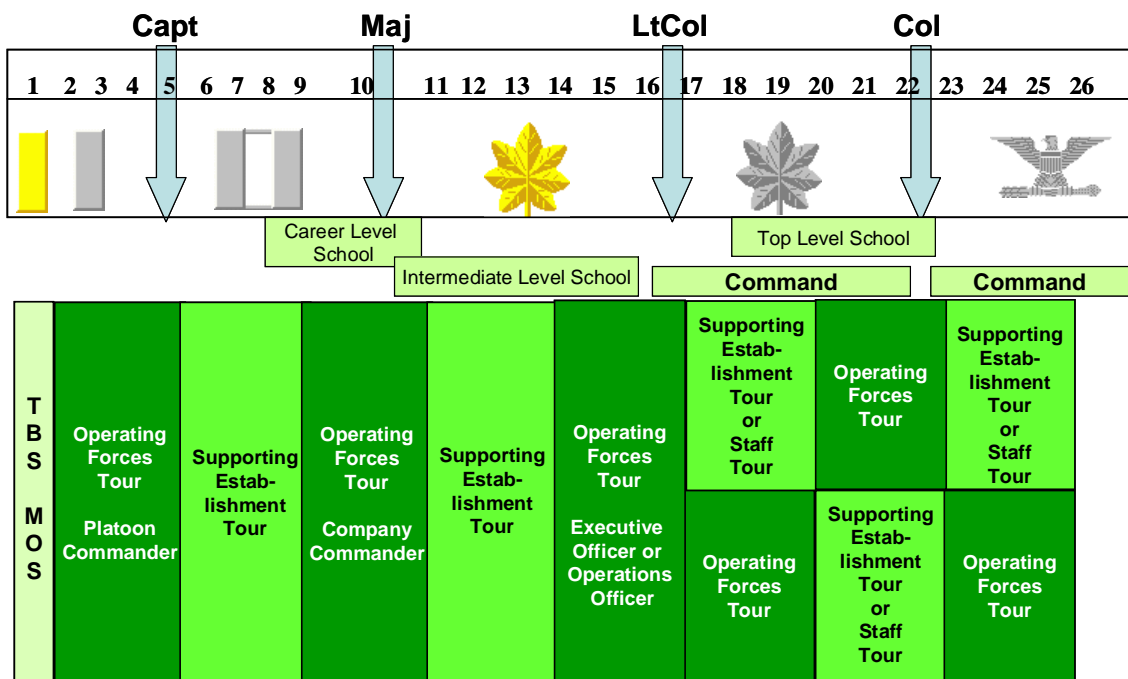 Capt Maj LtCol Col
1 2 3 4 5 6 7 8 9 10 11 12 13 14 15 16 17 18 19 20 21 22 23 24 25 26
Career Level
School
Top Level School
Intermediate Level School
Command
Command
T
B
S
M
O
S
Operating
Forces
Tour
Platoon
Commander
Supporting
Estab-
lishment
Tour
Operating
Forces
Tour
Company
Commander
Supporting
Estab-
lishment
Tour
Operating
Forces
Tour
Executive
Officer or
Operations
Officer
Supporting
Estab-
lishment
Tour
or
Staff
Tour
Operating
Forces
Tour
Operating
Forces
Tour
Supporting
Estab-
lishment
Tour
or
Staff
Tour
Supporting
Estab-
lishment
Tour
or
Staff
Tour
Operating
Forces
Tour